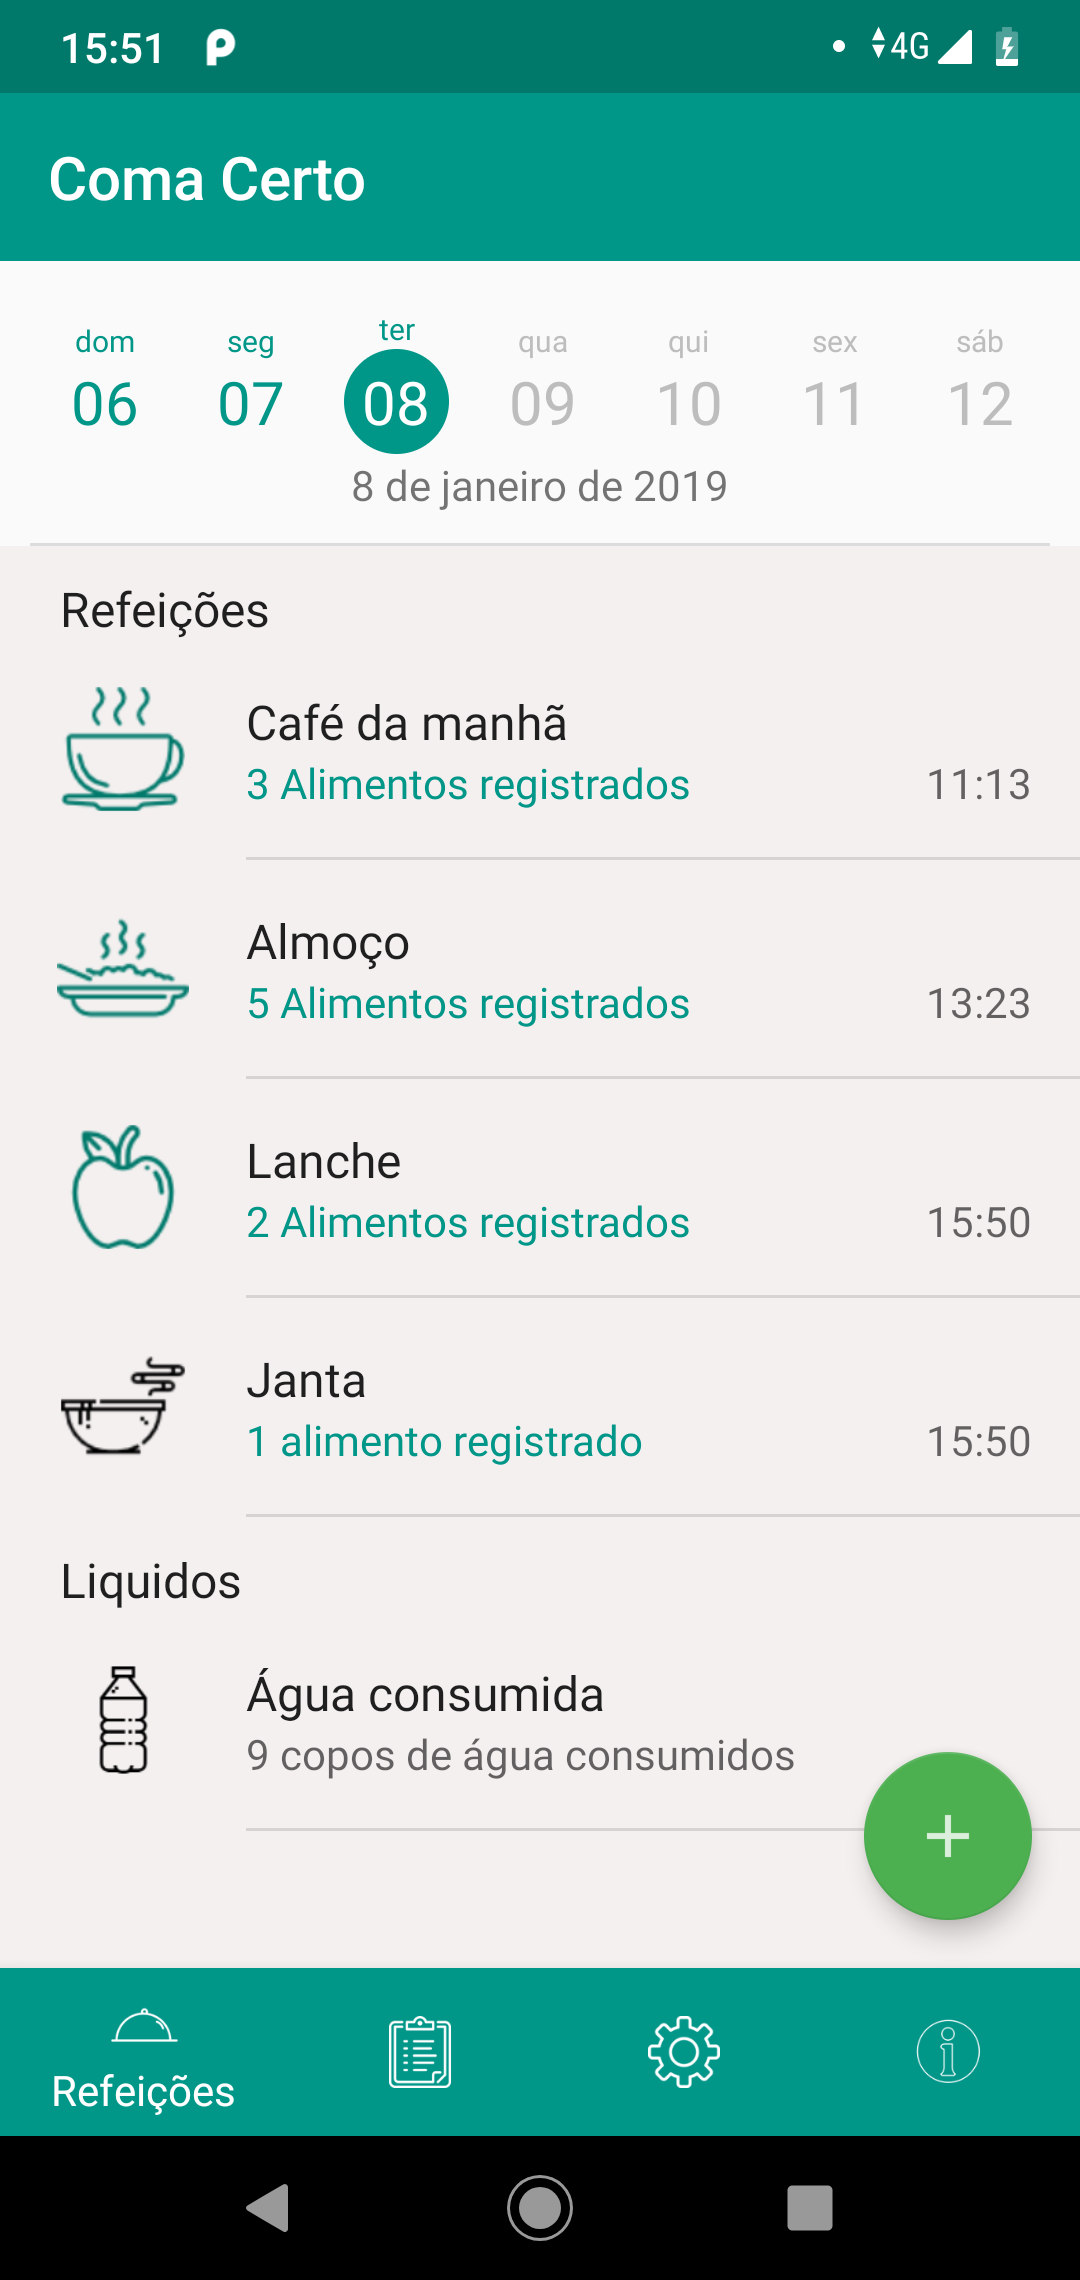 15:51
4G
Coma Certo
dom seg ter qua qui sex sáb
06 07 08 09 10 11 12
8 de janeiro de 2019
Refeições
Café da manhã
3 Alimentos registrados 11:13
Almoço
5 Alimentos registrados 13:23
Lanche
2 Alimentos registrados 15:50
Janta
1 alimento registrado 15:50
Liquidos
Água consumida
9 copos de água consumidos
Refeições